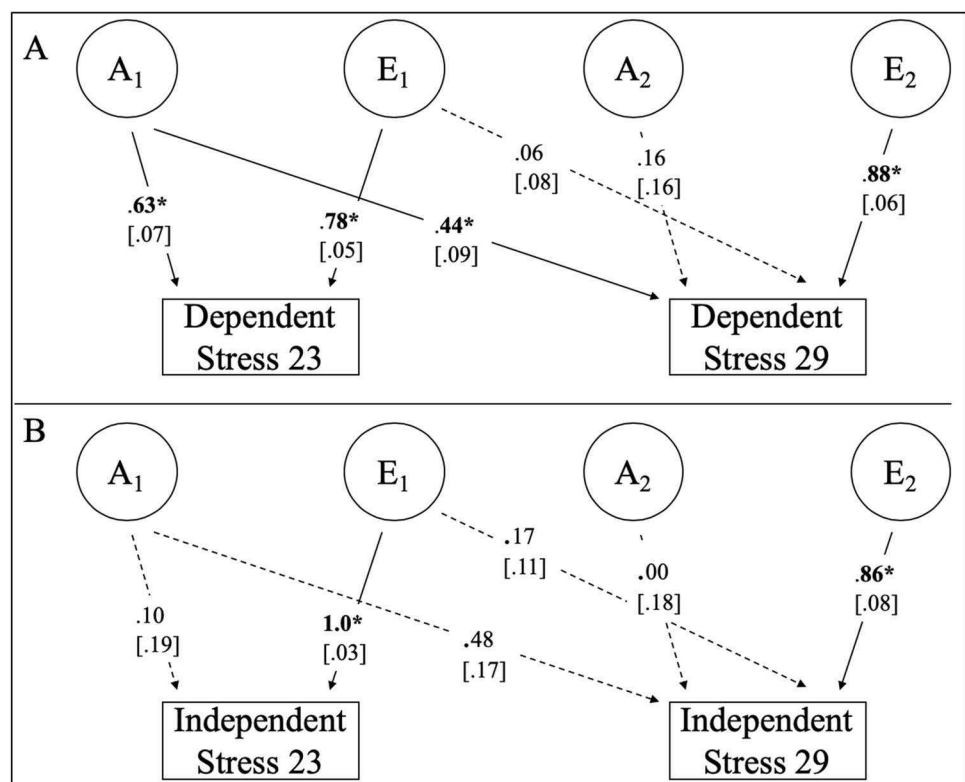 A
A₁ E₁ A₂ E₂
.06
[.08]
.16
[.16]
.88*
[.06]
.63*
[.07]
.78*
[.05]
.44*
[.09]
Dependent
Stress 23
Dependent
Stress 29
B
A₁ E₁ A₂ E₂
.17
[.11]
.00
[.18]
.86*
[.08]
.10
[.19]
1.0*
[.03]
.48
[.17]
Independent
Stress 23
Independent
Stress 29